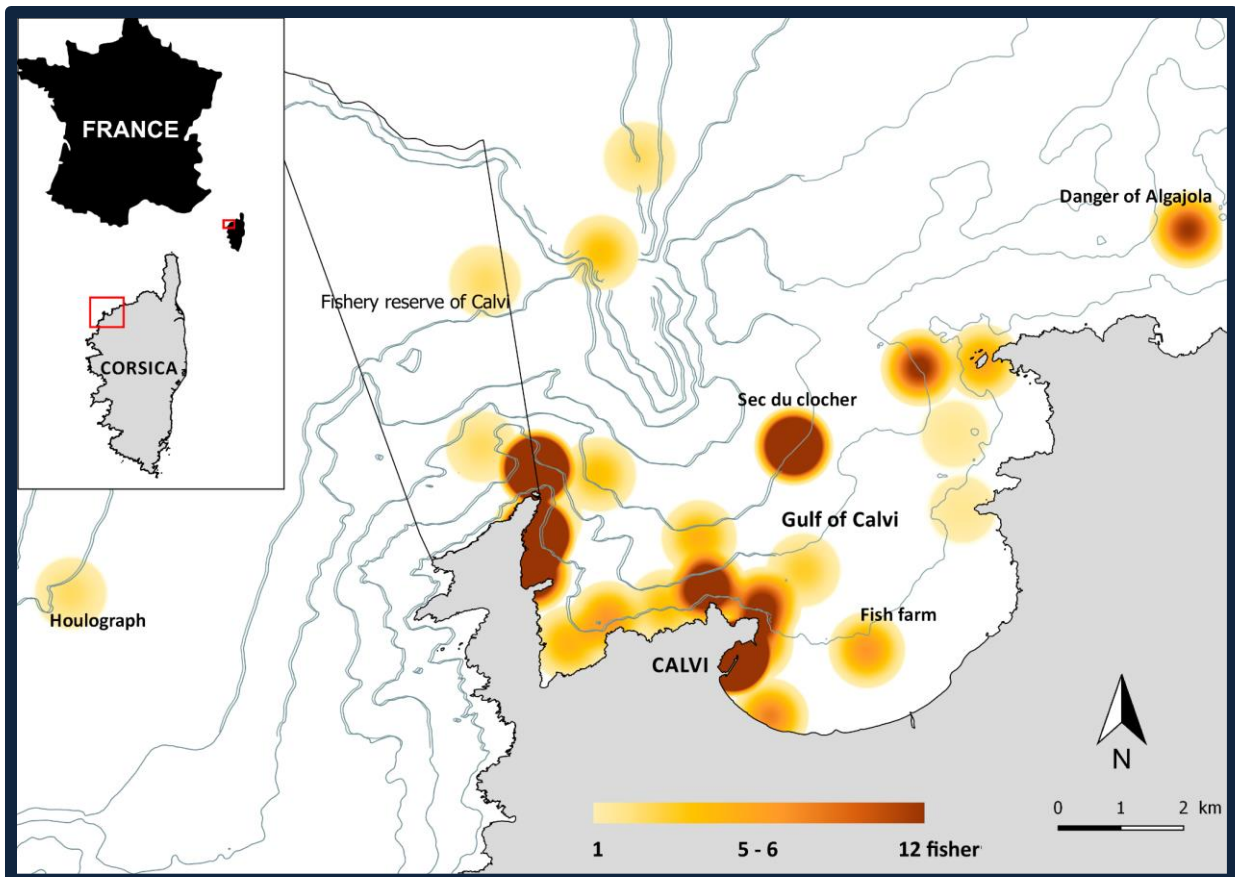 FRANCE
CORSICA
Danger of Algajola
Fishery reserve of Calvi
Sec du clocher
Gulf of Calvi
Houlograph
Fish farm
CALVI
N
0 1 2 km
1 5 - 6 12 fisher